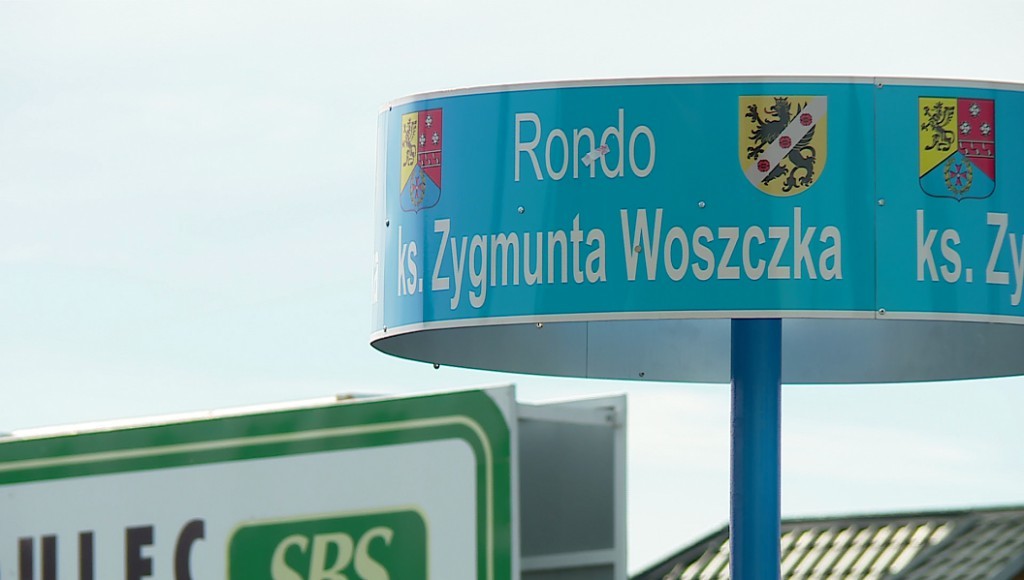 Rondo
ks. Zygmunta Woszczka
ks. Zy
SBS